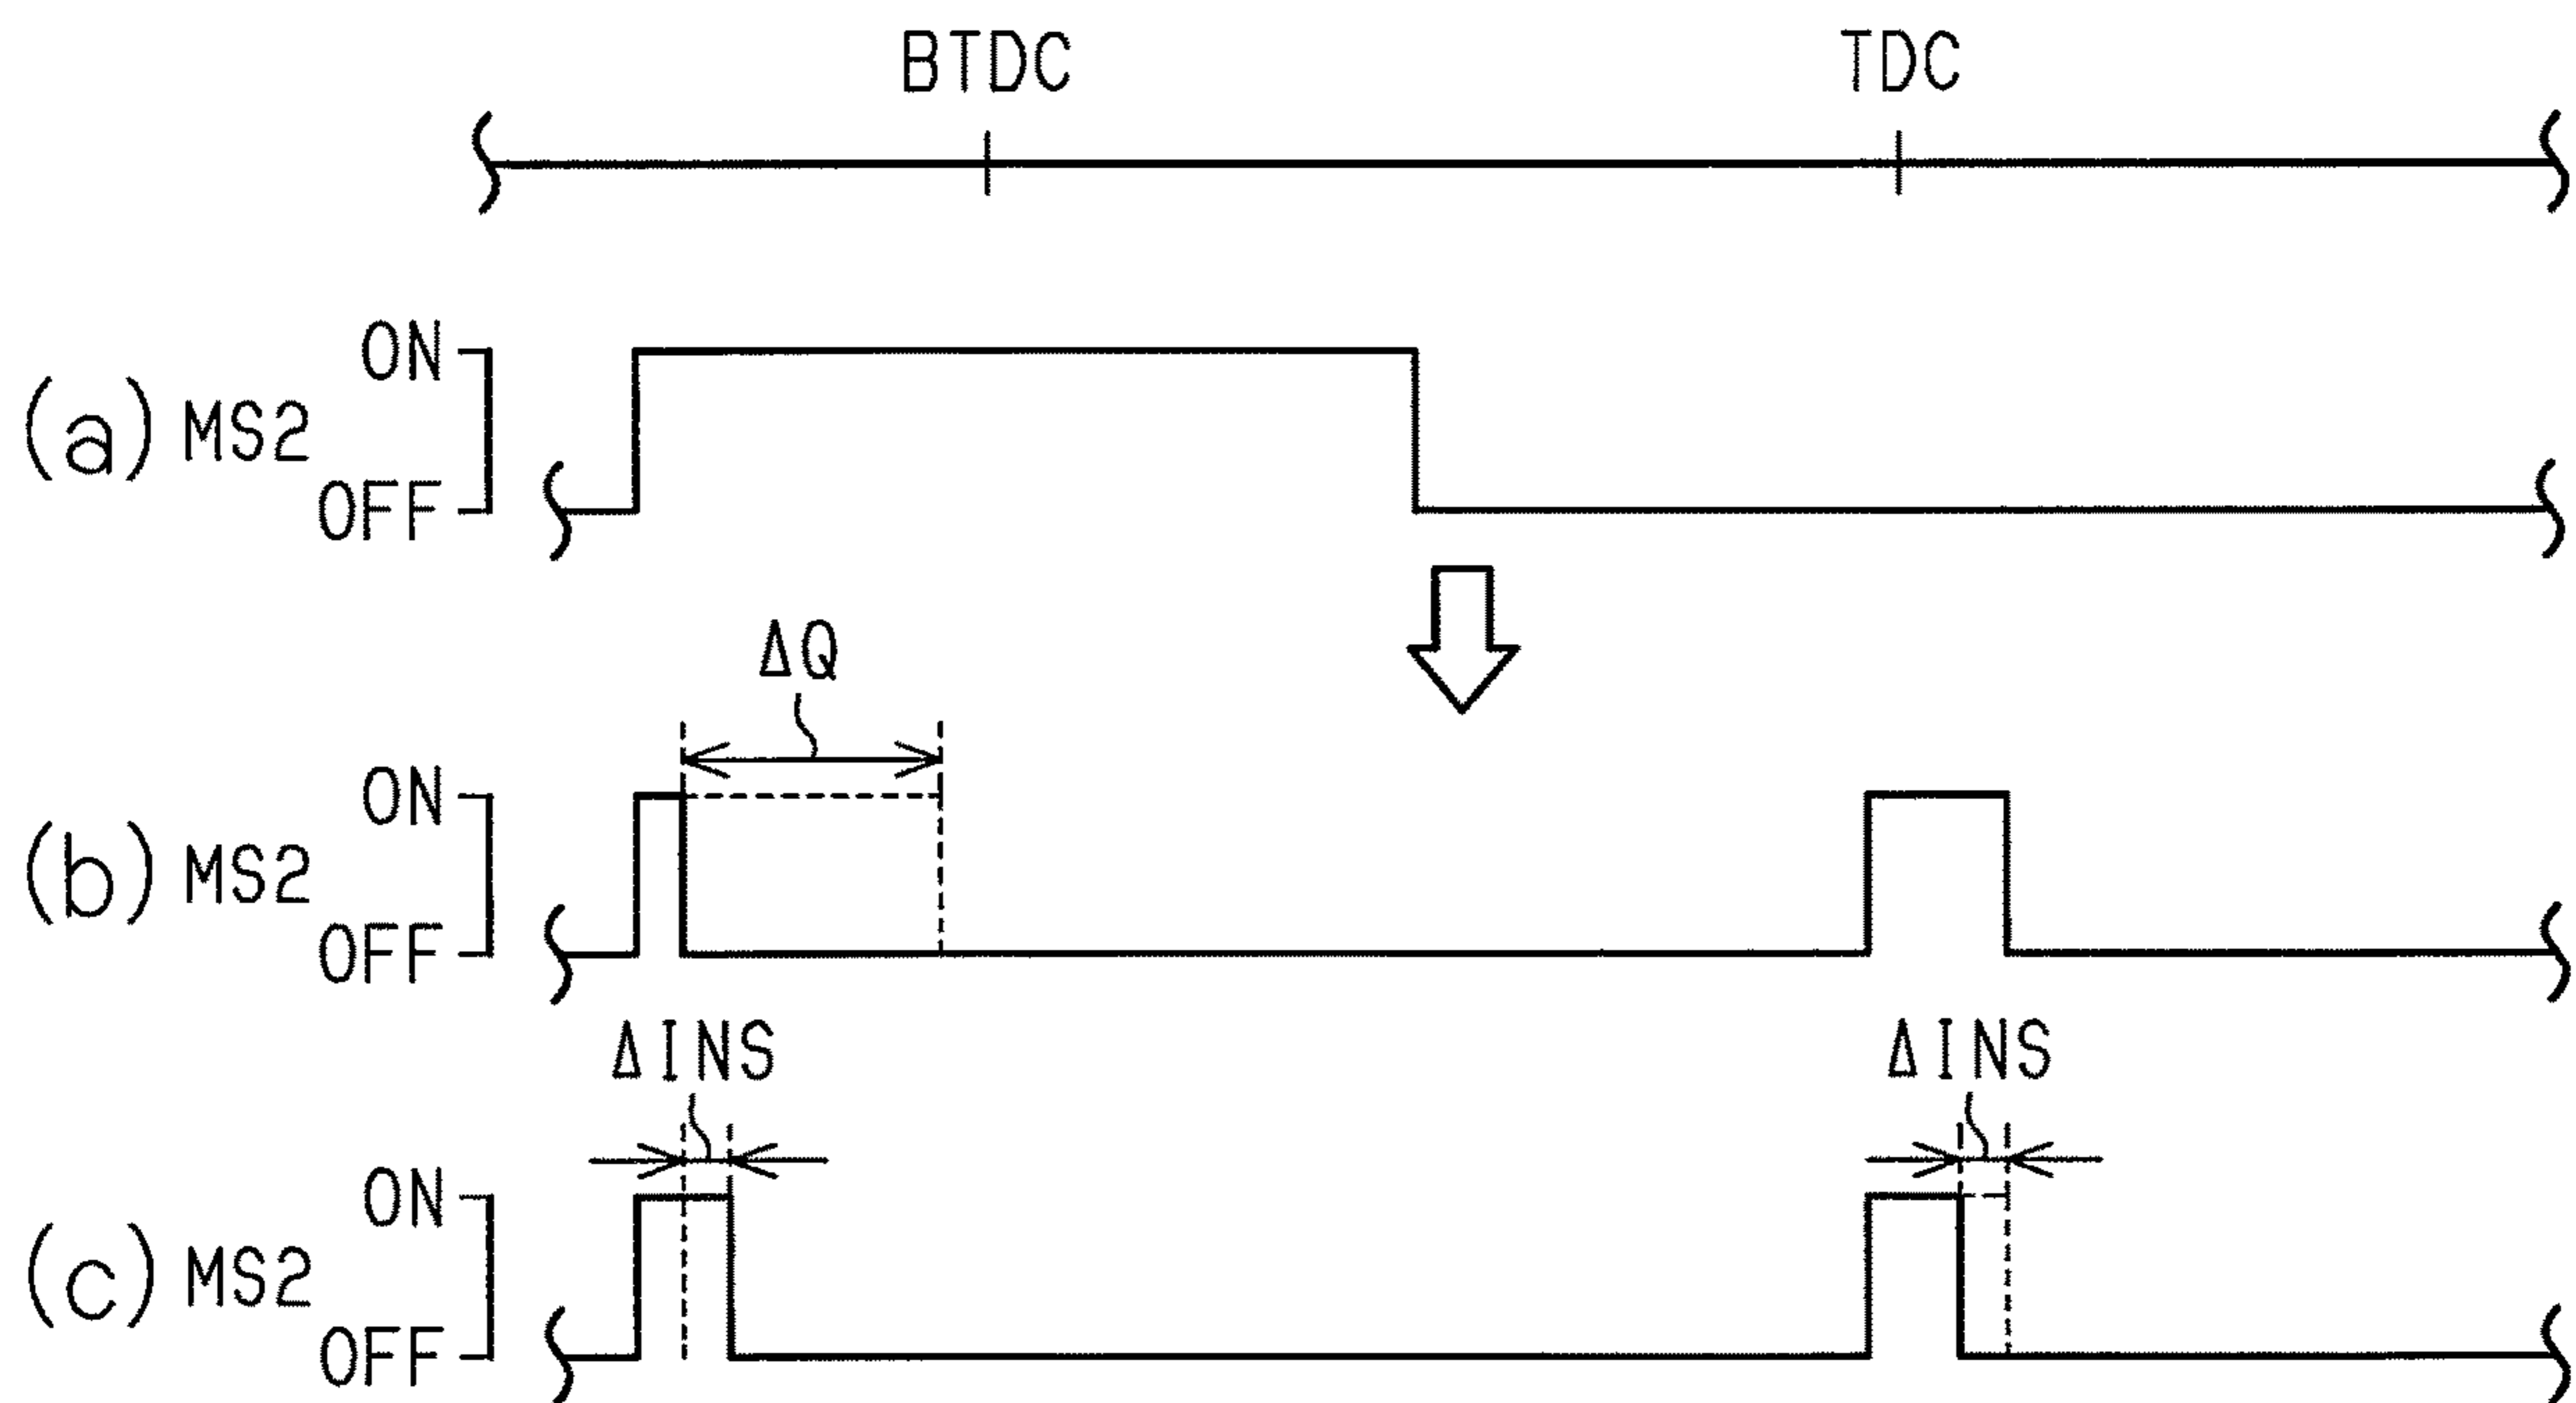 BTDC TDC
ON
(a) MS2
OFF
ΔQ
ON
(b) MS2
OFF
ΔINS ΔINS
ON
(c) MS2
OFF